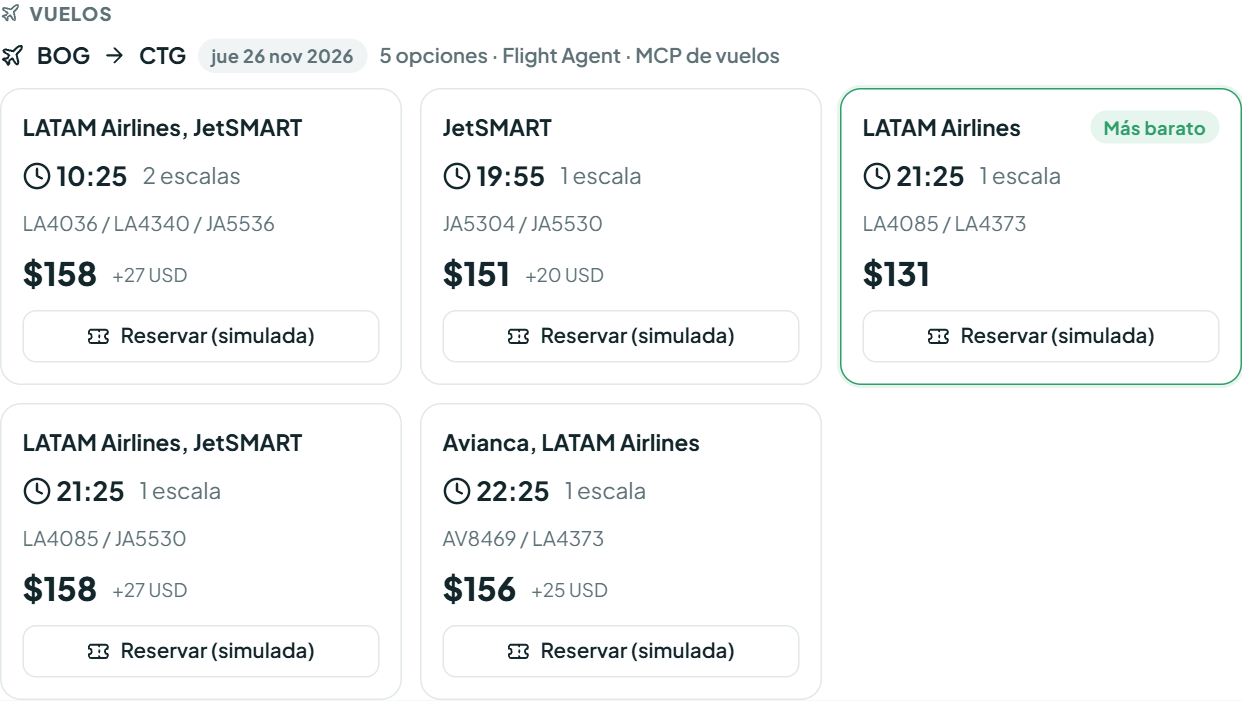 VUELOS
BOG → CTG jue 26 nov 2026 5 opciones · Flight Agent · MCP de vuelos
LATAM Airlines, JetSMART
10:25 2 escalas
LA4036 / LA4340 / JA5536
$158 +27 USD
Reservar (simulada)
JetSMART
19:55 1 escala
JA5304 / JA5530
$151 +20 USD
Reservar (simulada)
LATAM Airlines Más barato
21:25 1 escala
LA4085 / LA4373
$131
Reservar (simulada)
LATAM Airlines, JetSMART
21:25 1 escala
LA4085 / JA5530
$158 +27 USD
Reservar (simulada)
Avianca, LATAM Airlines
22:25 1 escala
AV8469 / LA4373
$156 +25 USD
Reservar (simulada)